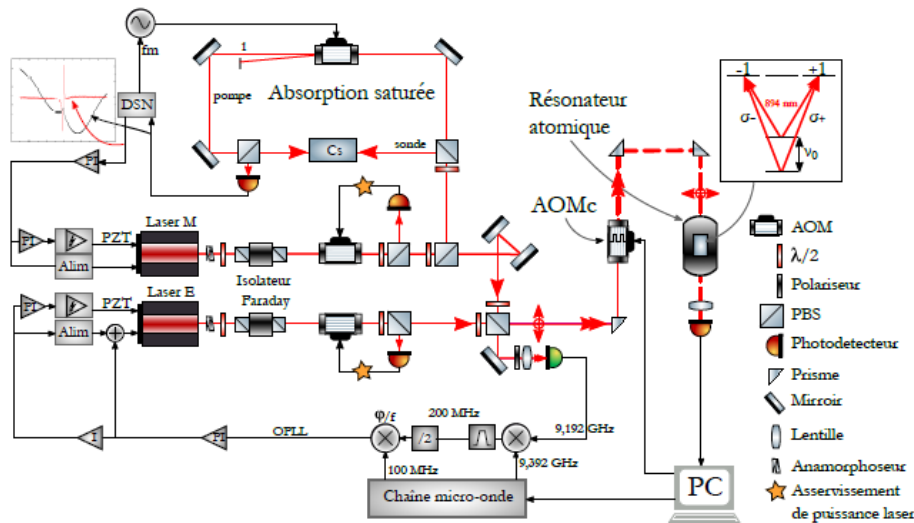 fm
1
Absorption saturée
pompe
DSN
PI
Cs
sonde
Résonateur
atomique
-1
+1
894 nm
σ-
σ+
ν0
AOMc
Laser M
PI
PZT
Alim
Isolateur
Faraday
Laser E
PI
PZT
Alim
I
PI
OPLL
φ/f
200 MHz
/2
9,192 GHz
100 MHz
9,392 GHz
Chaîne micro-onde
PC
AOM
λ/2
Polariseur
PBS
Photodetecteur
Prisme
Mirroir
Lentille
Anamorphoseur
Asservissement
de puissance laser